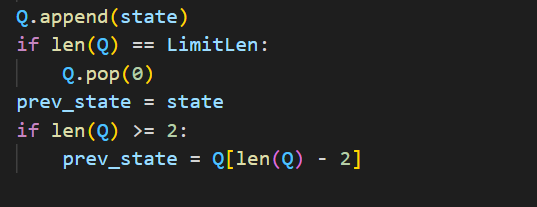 Q.append(state)
if len(Q) == LimitLen:
    Q.pop(0)
prev_state = state
if len(Q) >= 2:
    prev_state = Q[len(Q) - 2]